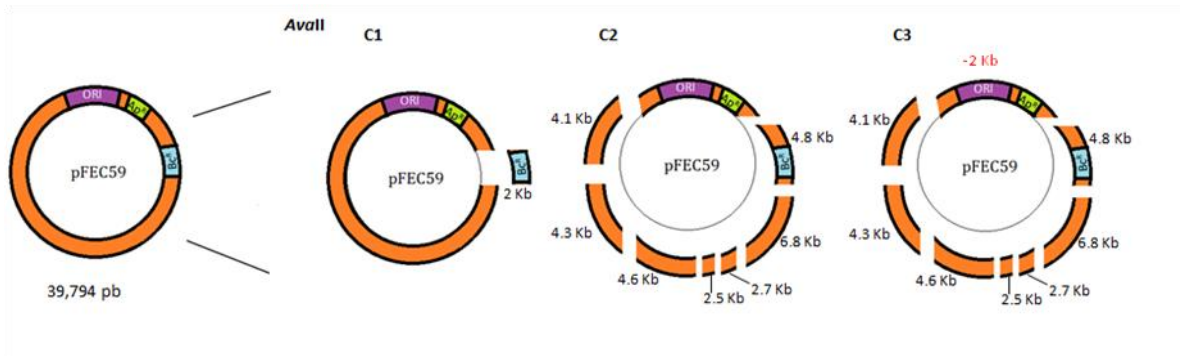 AvaII
C1
C2
C3
-2 Kb
ORI
Ap^R
Bc^R
pFEC59
39,794 pb
ORI
Ap^R
Bc^R
pFEC59
2 Kb
ORI
Ap^R
Bc^R
pFEC59
4.1 Kb
4.8 Kb
4.3 Kb
6.8 Kb
4.6 Kb
2.7 Kb
2.5 Kb
ORI
Ap^R
Bc^R
pFEC59
4.1 Kb
4.8 Kb
4.3 Kb
6.8 Kb
4.6 Kb
2.7 Kb
2.5 Kb